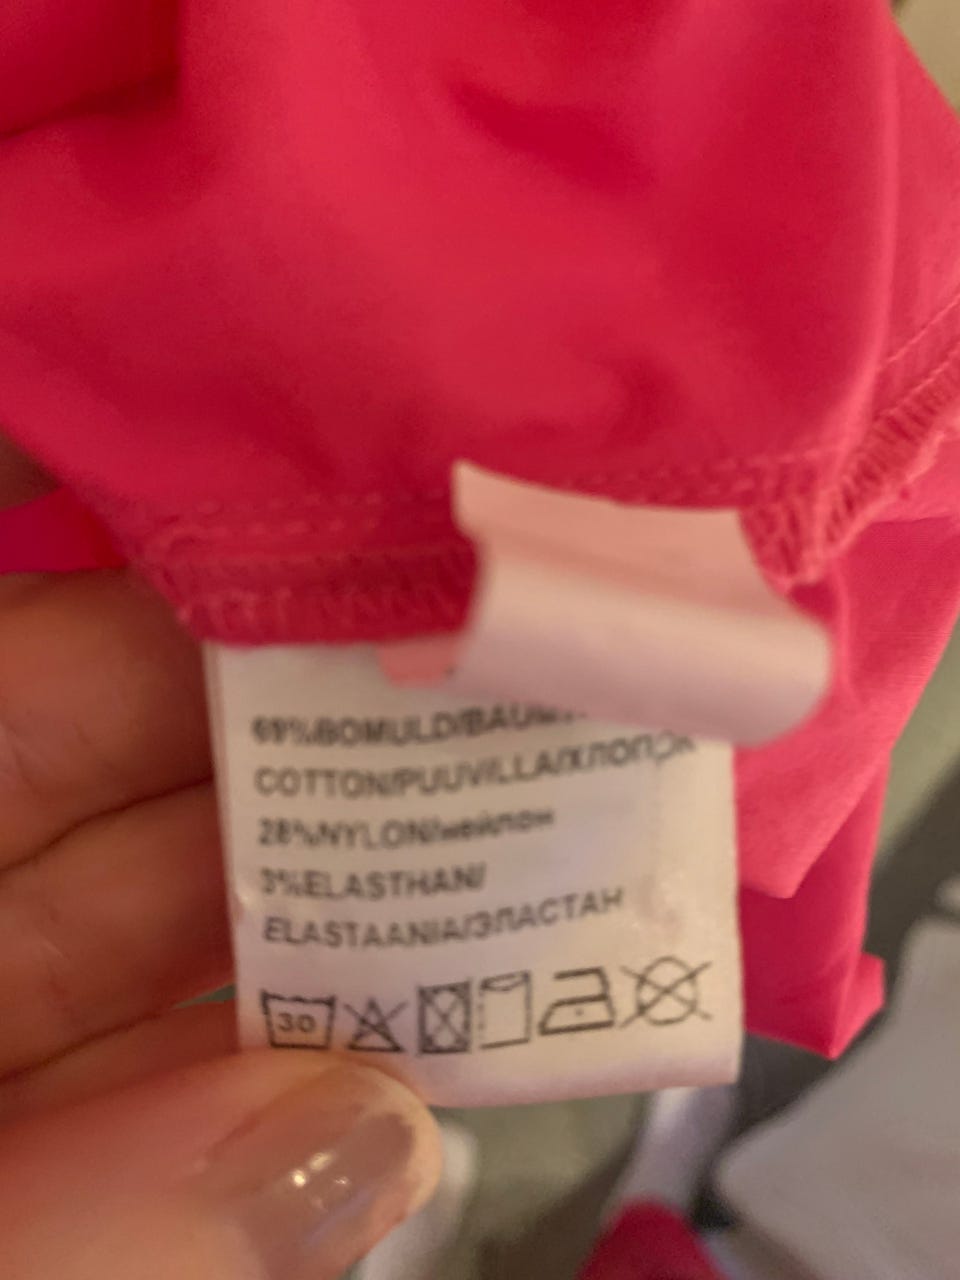 69%BOMULD/BAUM
COTTON/PUUVILLA/ХЛОПОК
28%NYLON/нейлон
3%ELASTHAN/
ELASTAANIA/ЭЛАСТАН
30